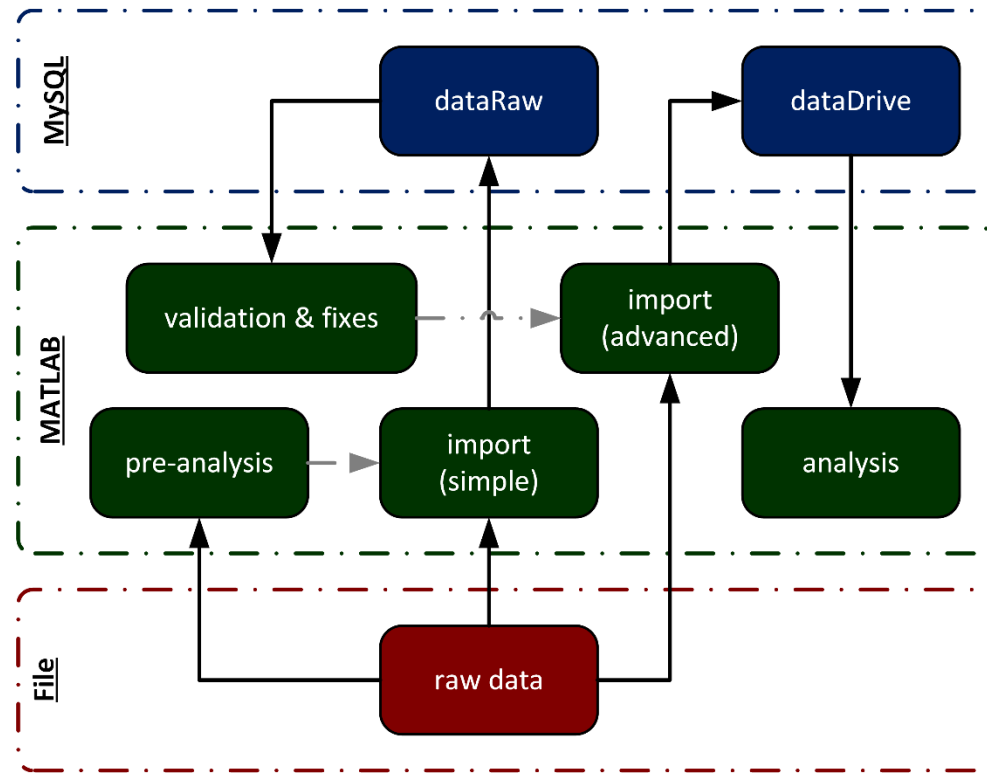 MySQL
dataRaw
dataDrive
MATLAB
validation & fixes
import
(advanced)
pre-analysis
import
(simple)
analysis
File
raw data